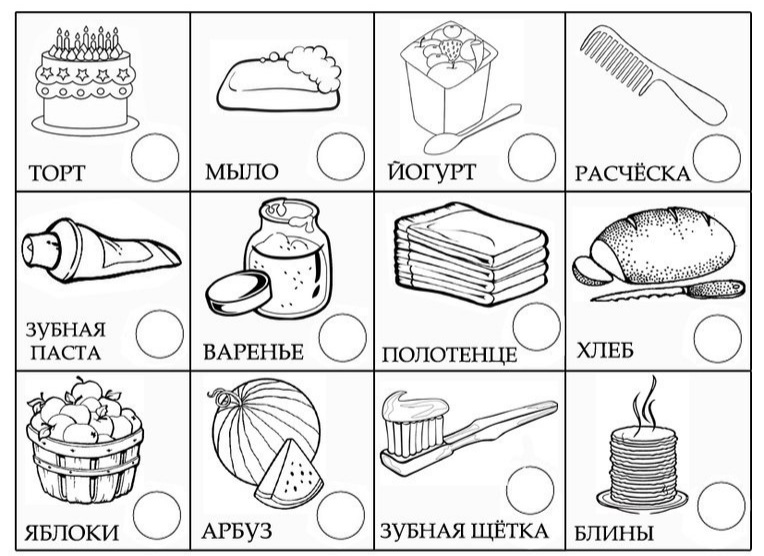 ТОРТ
МЫЛО
ЙОГУРТ
РАСЧЁСКА
ЗУБНАЯ
ПАСТА
ВАРЕНЬЕ
ПОЛОТЕНЦЕ
ХЛЕБ
ЯБЛОКИ
АРБУЗ
ЗУБНАЯ ЩЁТКА
БЛИНЫ